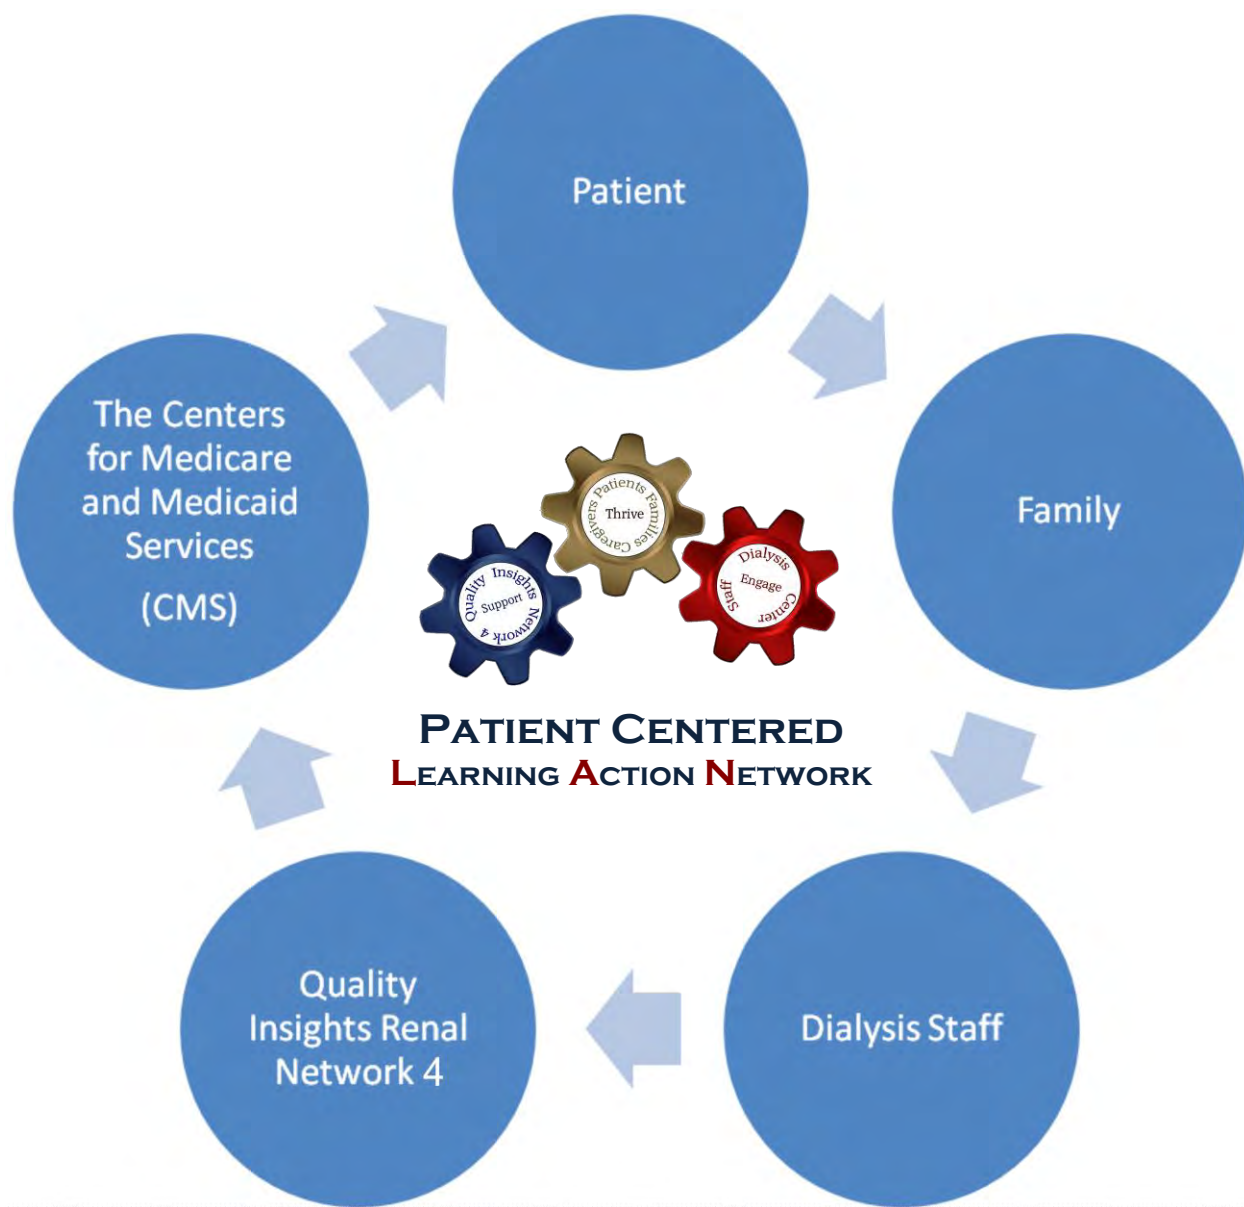 Patient
The Centers
for Medicare
and Medicaid
Services
(CMS)
Family
Patients Families Caregivers
Thrive
Quality Insights Network 4
Support
Dialysis Center Staff
Engage
PATIENT CENTERED
LEARNING ACTION NETWORK
Quality
Insights Renal
Network 4
Dialysis Staff